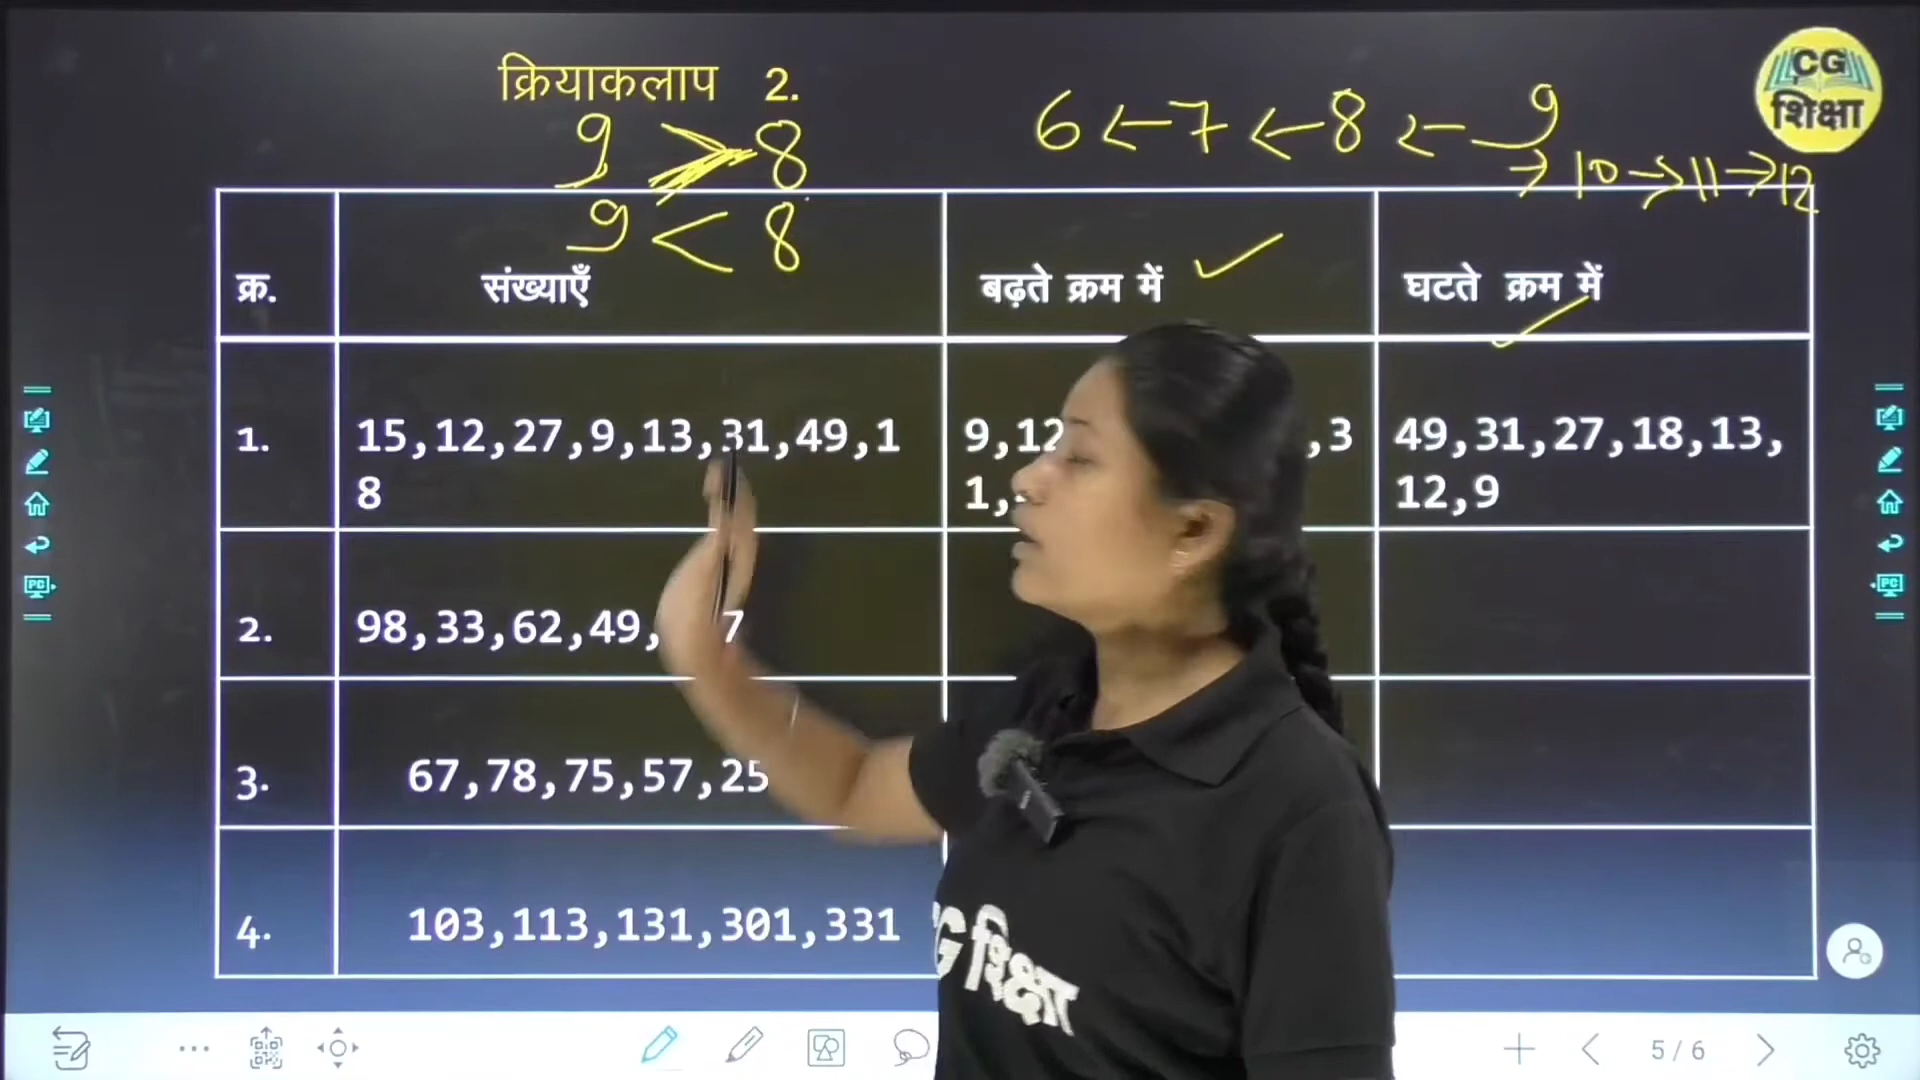 क्रियाकलाप 2.
9 > 8
9 < 8
6 ← 7 ← 8 ← 9
→ 10 → 11 → 12
CG
शिक्षा
क्र. संख्याएँ बढ़ते क्रम में घटते क्रम में
1. 15,12,27,9,13,31,49,1 9,12 ,3 49,31,27,18,13,
8 1, 12,9
2. 98,33,62,49, 7
3. 67,78,75,57,25
4. 103,113,131,301,331
G शिक्षा
PC PC
5 / 6